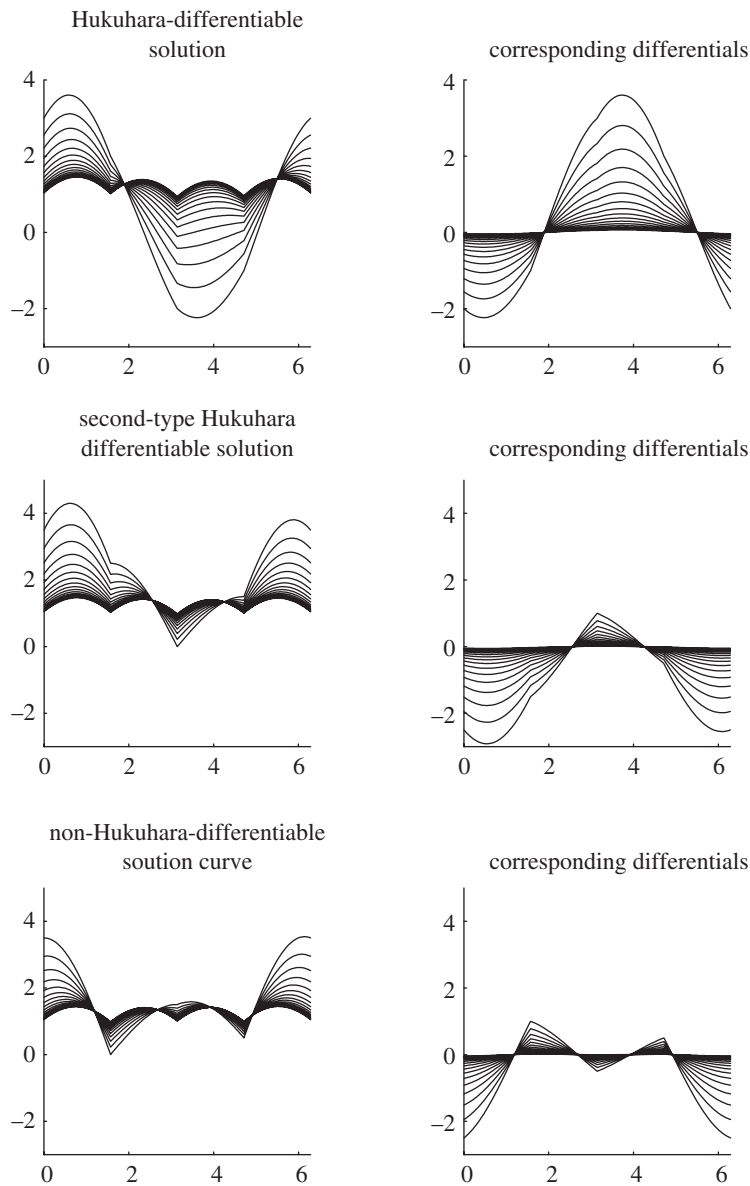 Hukuhara-differentiable
solution
corresponding differentials
4
2
0
–2
0 2 4 6
4
2
0
–2
0 2 4 6
second-type Hukuhara
differentiable solution
corresponding differentials
4
2
0
–2
0 2 4 6
4
2
0
–2
0 2 4 6
non-Hukuhara-differentiable
soution curve
corresponding differentials
4
2
0
–2
0 2 4 6
4
2
0
–2
0 2 4 6